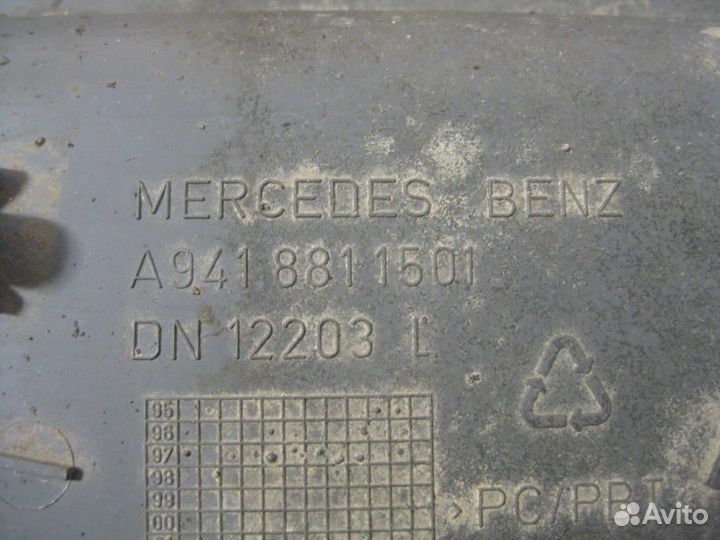 MERCEDES BENZ
A941 881 1501
DN 12203 L
95
96
97
98
99
00
>PC/PBT
Avito